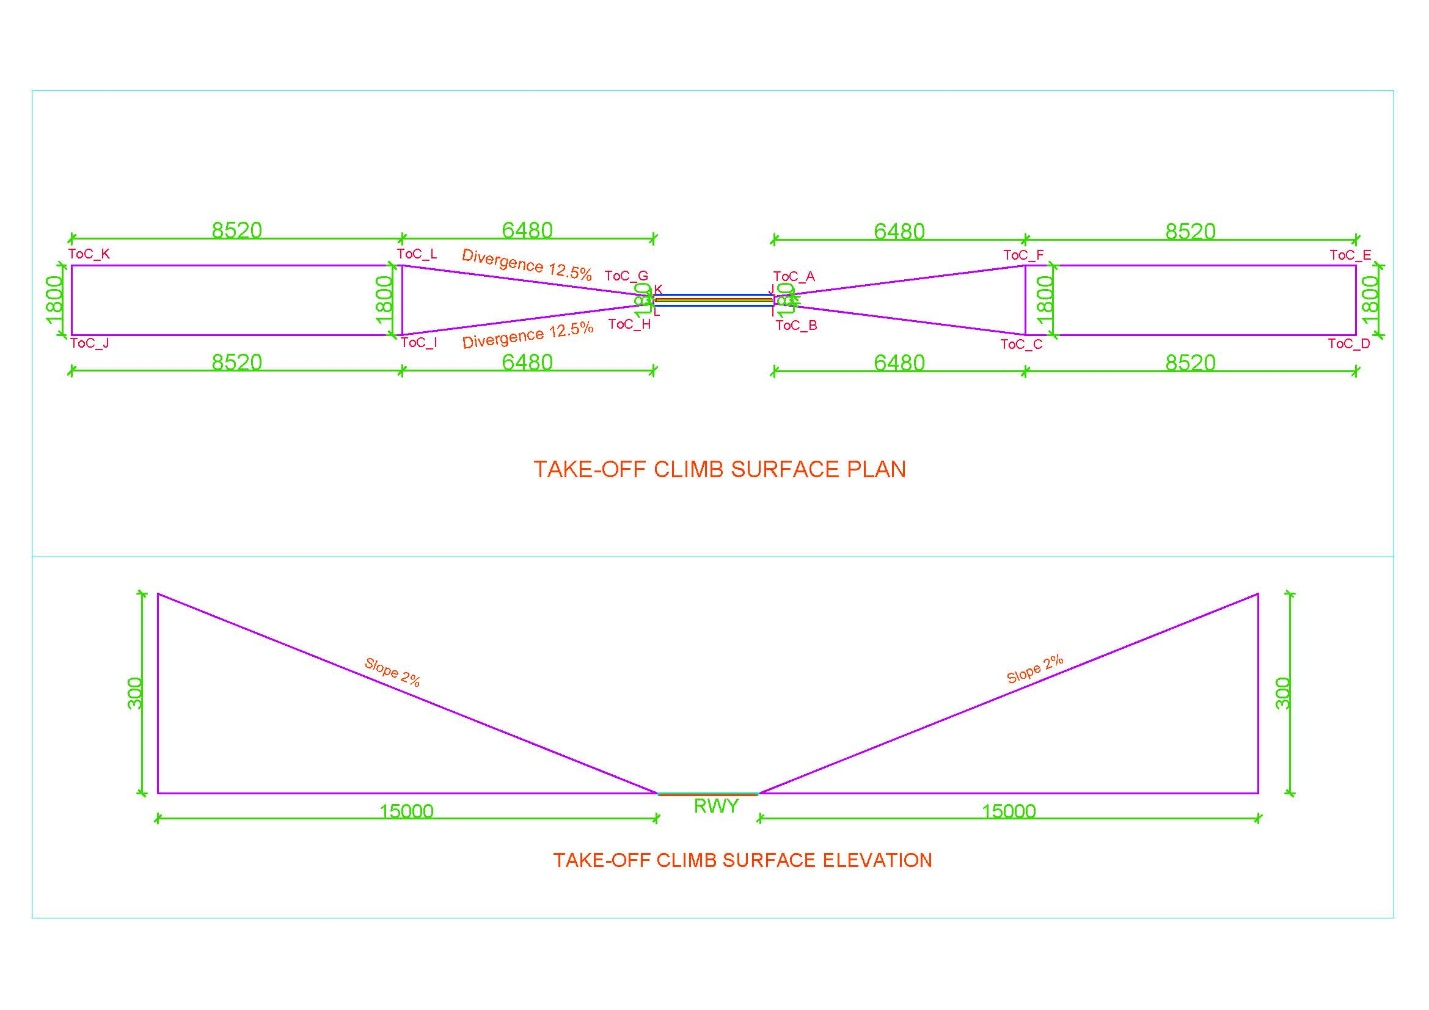 8520
6480
6480
8520
ToC_K
ToC_L
Divergence 12.5%
ToC_G
ToC_A
ToC_F
ToC_E
1800
1800
180
K
J
180
1800
1800
L
I
ToC_H
ToC_B
ToC_J
ToC_I
Divergence 12.5%
ToC_C
ToC_D
8520
6480
6480
8520
TAKE-OFF CLIMB SURFACE PLAN
Slope 2%
Slope 2%
300
300
RWY
15000
15000
TAKE-OFF CLIMB SURFACE ELEVATION